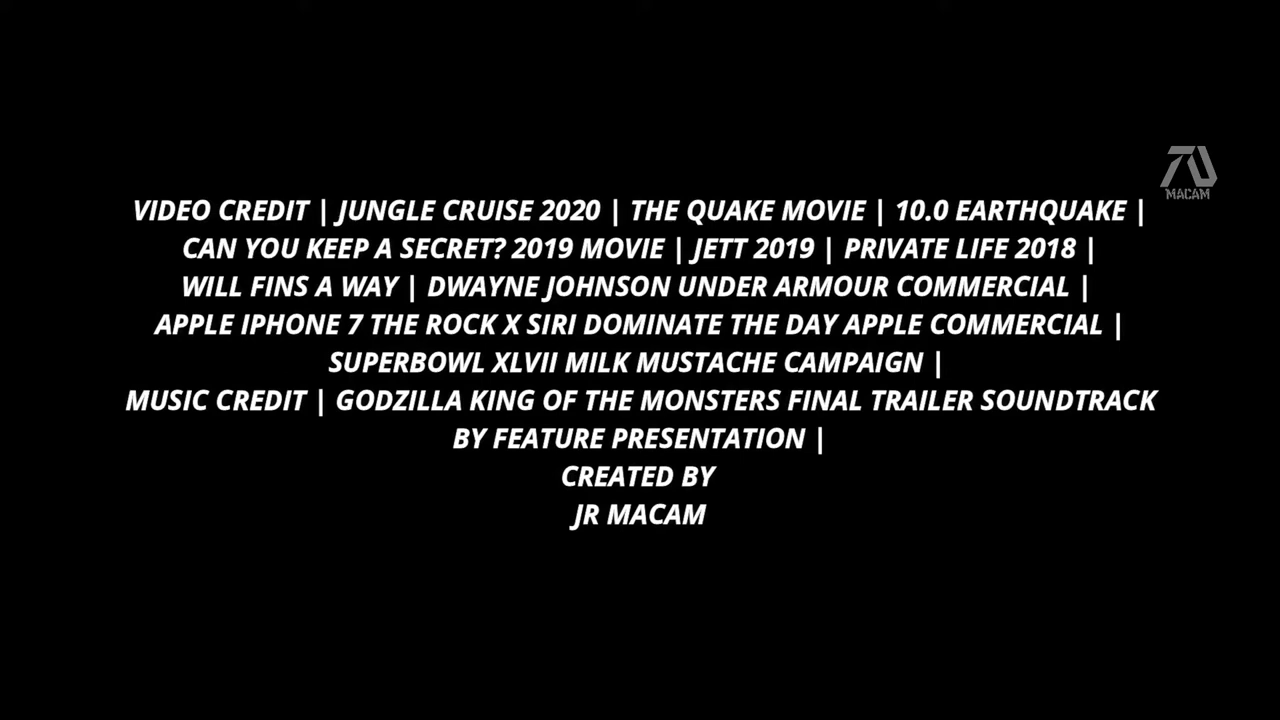 VIDEO CREDIT | JUNGLE CRUISE 2020 | THE QUAKE MOVIE | 10.0 EARTHQUAKE |
CAN YOU KEEP A SECRET? 2019 MOVIE | JETT 2019 | PRIVATE LIFE 2018 |
WILL FINS A WAY | DWAYNE JOHNSON UNDER ARMOUR COMMERCIAL |
APPLE IPHONE 7 THE ROCK X SIRI DOMINATE THE DAY APPLE COMMERCIAL |
SUPERBOWL XLVII MILK MUSTACHE CAMPAIGN |
MUSIC CREDIT | GODZILLA KING OF THE MONSTERS FINAL TRAILER SOUNDTRACK
BY FEATURE PRESENTATION |
CREATED BY
JR MACAM
MACAM